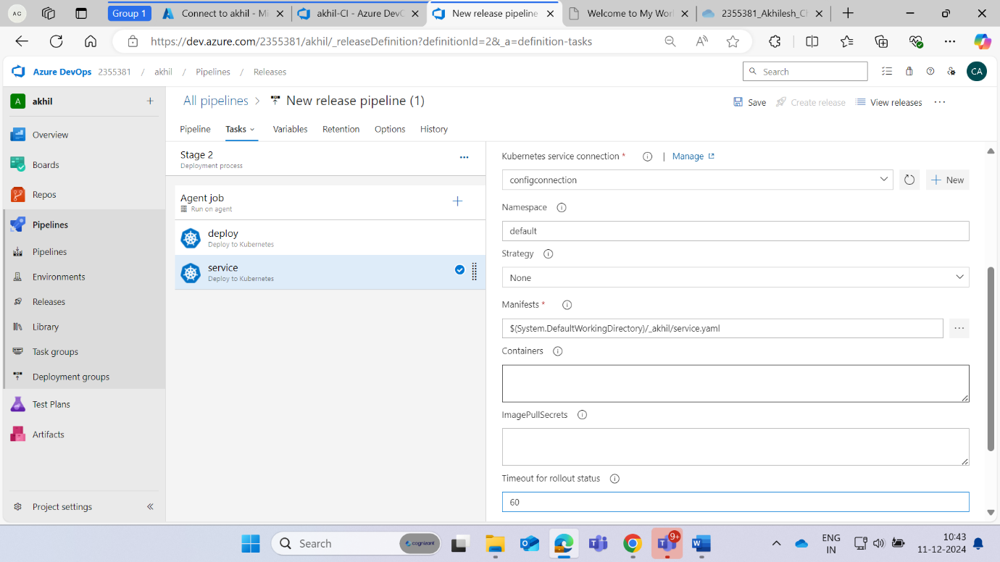 AC
Group 1
Connect to akhil - Mi
akhil-CI - Azure DevO
New release pipeline
Welcome to My Wor
2355381_Akhilesh_Ch
https://dev.azure.com/2355381/akhil/_releaseDefinition?definitionId=2&_a=definition-tasks
Azure DevOps 2355381 / akhil / Pipelines / Releases
Search
CA
A akhil
Overview
Boards
Repos
Pipelines
Pipelines
Environments
Releases
Library
Task groups
Deployment groups
Test Plans
Artifacts
Project settings
All pipelines > New release pipeline (1)
Save
Create release
View releases
Pipeline Tasks Variables Retention Options History
Stage 2
Deployment process
Agent job
Run on agent
deploy
Deploy to Kubernetes
service
Deploy to Kubernetes
Kubernetes service connection * | Manage
configconnection
New
Namespace
default
Strategy
None
Manifests *
$(System.DefaultWorkingDirectory)/_akhil/service.yaml
Containers
ImagePullSecrets
Timeout for rollout status
60
Search
cognizant
9+
ENG
IN
10:43
11-12-2024